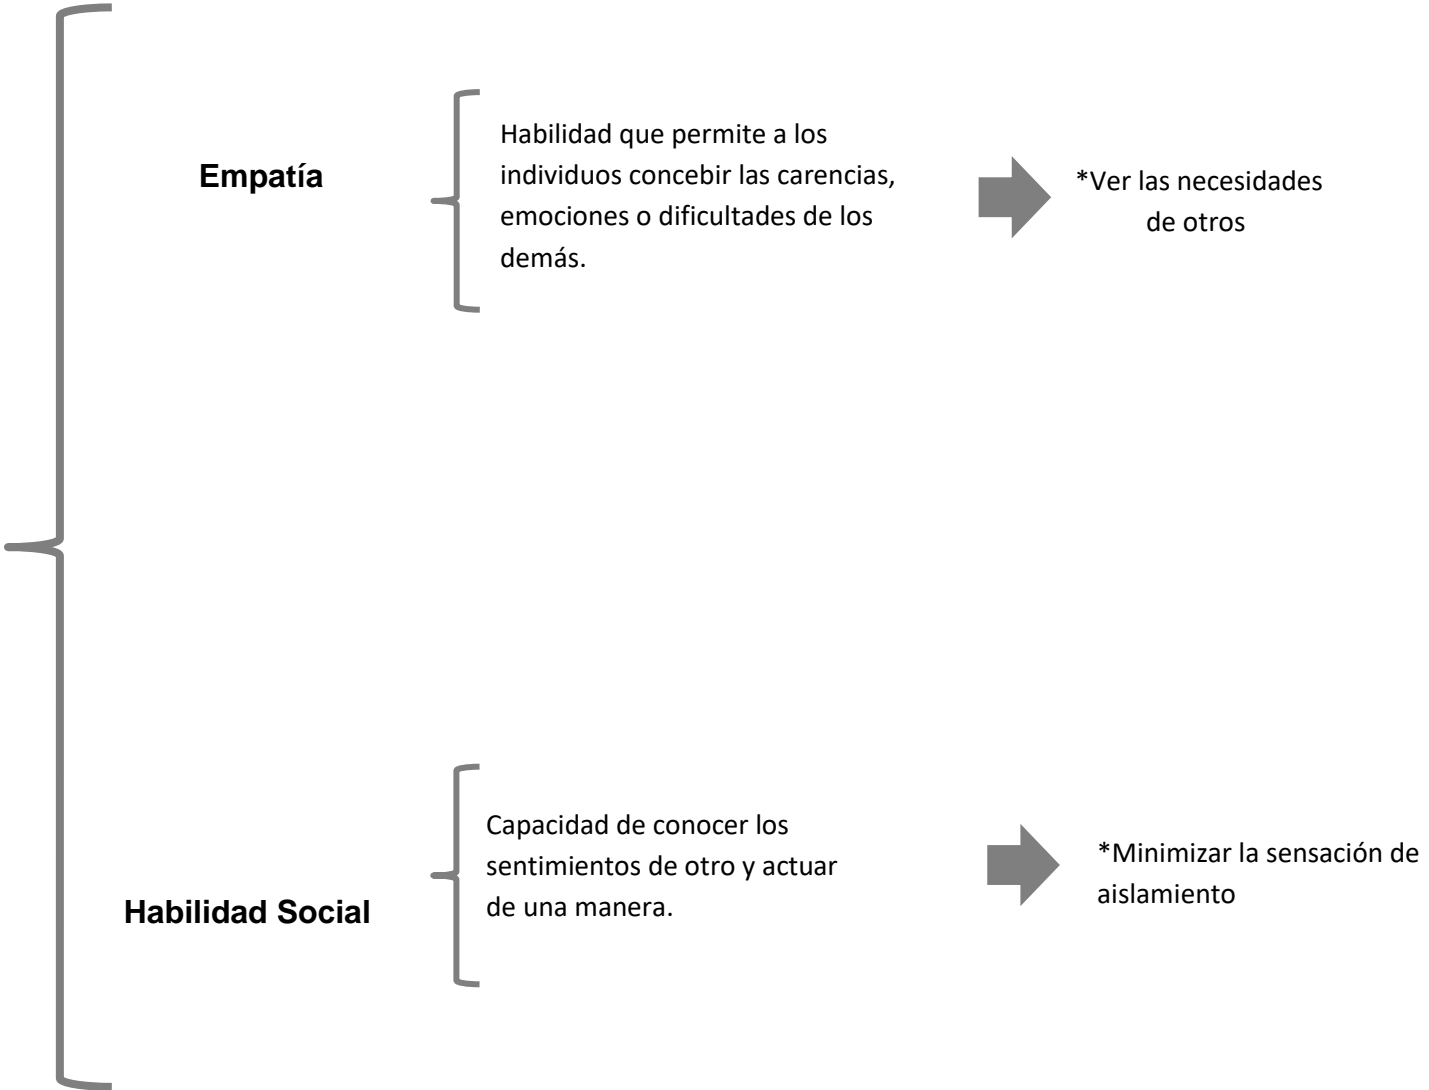 Empatía
Habilidad que permite a los
individuos concebir las carencias,
emociones o dificultades de los
demás.
*Ver las necesidades
de otros
Habilidad Social
Capacidad de conocer los
sentimientos de otro y actuar
de una manera.
*Minimizar la sensación de
aislamiento